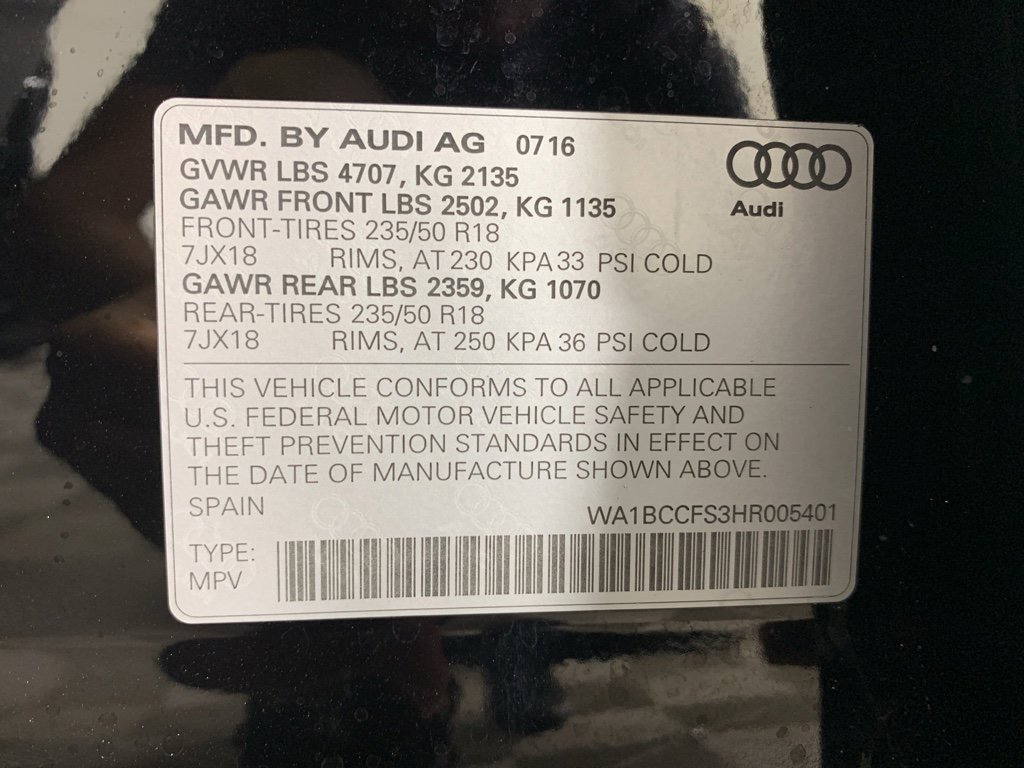 MFD. BY AUDI AG 0716
GVWR LBS 4707, KG 2135
GAWR FRONT LBS 2502, KG 1135
FRONT-TIRES 235/50 R18
7JX18 RIMS, AT 230 KPA 33 PSI COLD
GAWR REAR LBS 2359, KG 1070
REAR-TIRES 235/50 R18
7JX18 RIMS, AT 250 KPA 36 PSI COLD
Audi
THIS VEHICLE CONFORMS TO ALL APPLICABLE
U.S. FEDERAL MOTOR VEHICLE SAFETY AND
THEFT PREVENTION STANDARDS IN EFFECT ON
THE DATE OF MANUFACTURE SHOWN ABOVE.
SPAIN
WA1BCCFS3HR005401
TYPE:
MPV